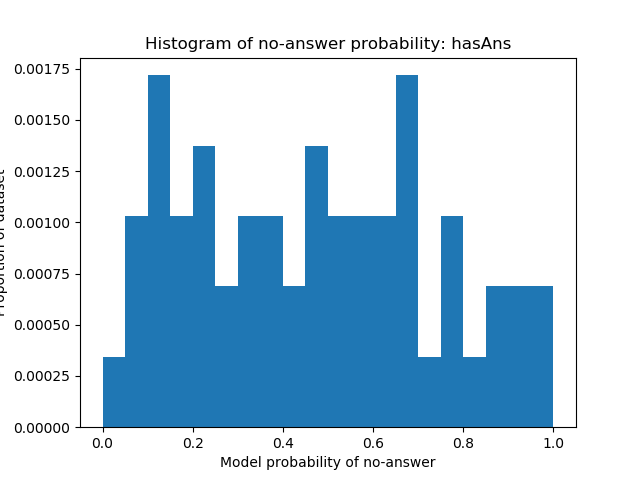 Histogram of no-answer probability: hasAns
0.00175
0.00150
0.00125
0.00100
0.00075
0.00050
0.00025
0.00000
Proportion of dataset
0.0 0.2 0.4 0.6 0.8 1.0
Model probability of no-answer